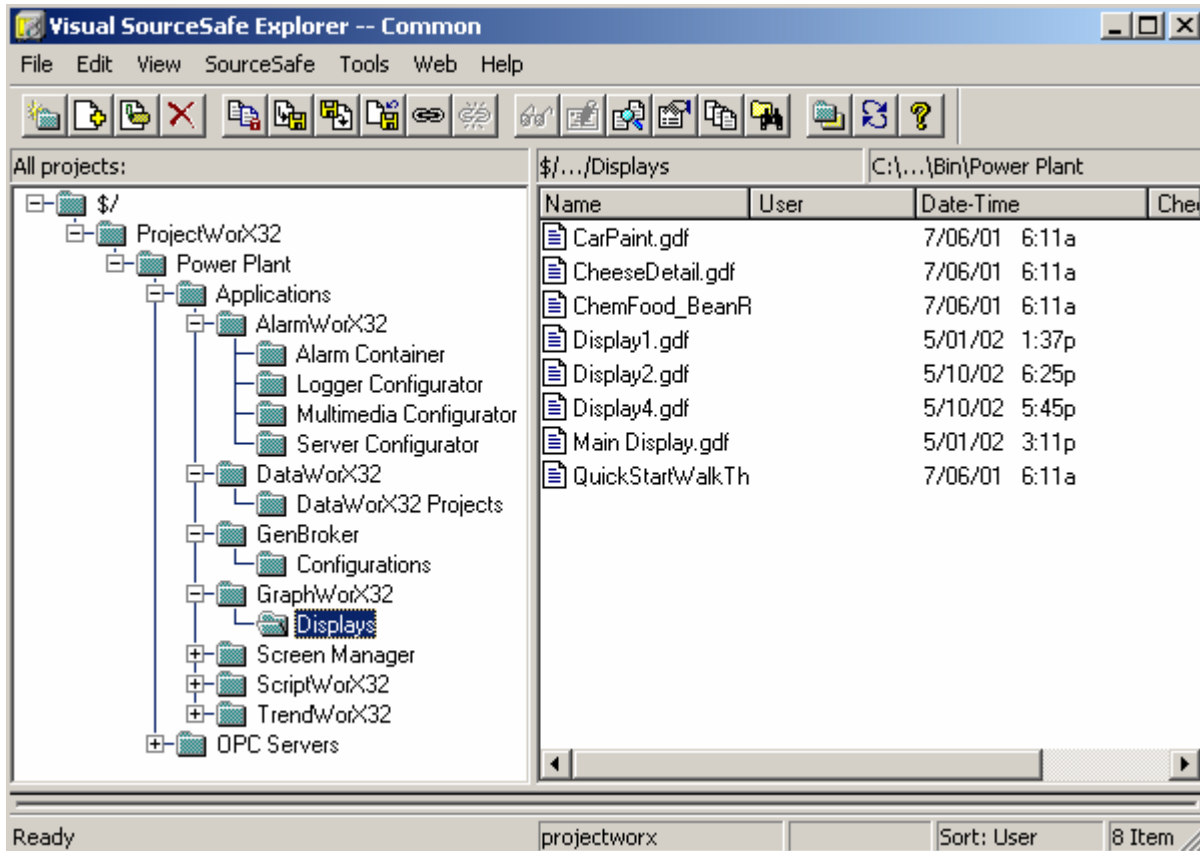 Visual SourceSafe Explorer -- Common
File Edit View SourceSafe Tools Web Help
All projects:
$/
ProjectWorX32
Power Plant
Applications
AlarmWorX32
Alarm Container
Logger Configurator
Multimedia Configurator
Server Configurator
DataWorX32
DataWorX32 Projects
GenBroker
Configurations
GraphWorX32
Displays
Screen Manager
ScriptWorX32
TrendWorX32
OPC Servers
$/.../Displays C:\...\Bin\Power Plant
Name User Date-Time Chec
CarPaint.gdf 7/06/01 6:11a
CheeseDetail.gdf 7/06/01 6:11a
ChemFood_BeanR 7/06/01 6:11a
Display1.gdf 5/01/02 1:37p
Display2.gdf 5/10/02 6:25p
Display4.gdf 5/10/02 5:45p
Main Display.gdf 5/01/02 3:11p
QuickStartWalkTh 7/06/01 6:11a
Ready projectworx Sort: User 8 Item